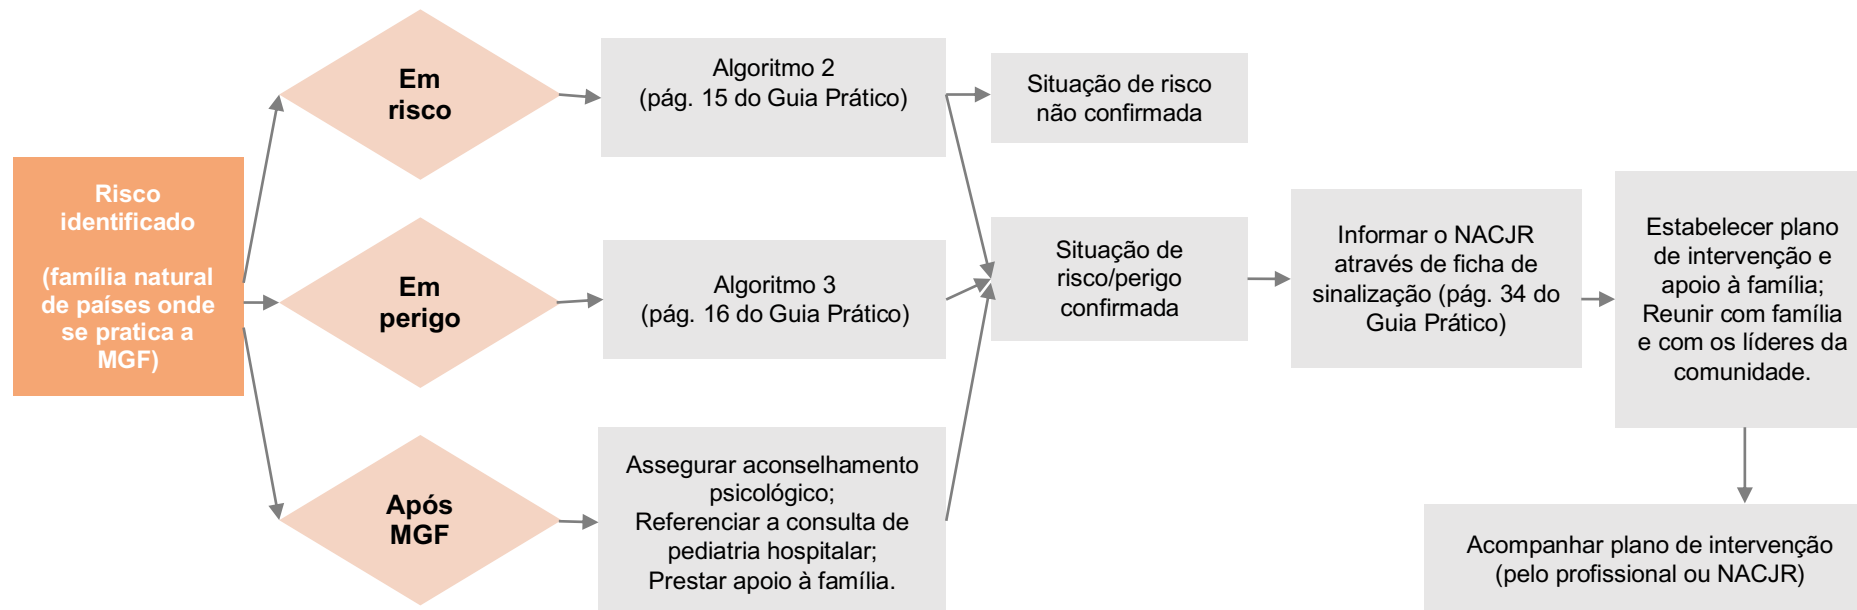 Risco
identificado
(família natural
de países onde
se pratica a
MGF)
Em
risco
Algoritmo 2
(pág. 15 do Guia Prático)
Situação de risco
não confirmada
Em
perigo
Algoritmo 3
(pág. 16 do Guia Prático)
Situação de
risco/perigo
confirmada
Informar o NACJR
através de ficha de
sinalização (pág. 34 do
Guia Prático)
Estabelecer plano
de intervenção e
apoio à família;
Reunir com família
e com os líderes da
comunidade.
Após
MGF
Assegurar aconselhamento
psicológico;
Referenciar a consulta de
pediatria hospitalar;
Prestar apoio à família.
Acompanhar plano de intervenção
(pelo profissional ou NACJR)